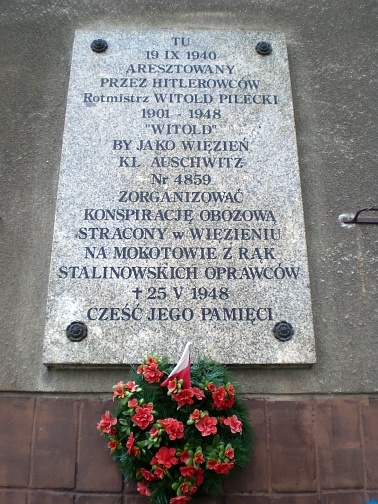 TU
19 IX 1940
ARESZTOWANY
PRZEZ HITLEROWCÓW
Rotmistrz WITOLD PILECKI
1901 - 1948
"WITOLD"
BY JAKO WIĘZIEŃ
KL AUSCHWITZ
Nr 4859
ZORGANIZOWAĆ
KONSPIRACJĘ OBOZOWĄ
STRACONY w WIĘZIENIU
NA MOKOTOWIE Z RĄK
STALINOWSKICH OPRAWCÓW
† 25 V 1948
CZEŚĆ JEGO PAMIĘCI